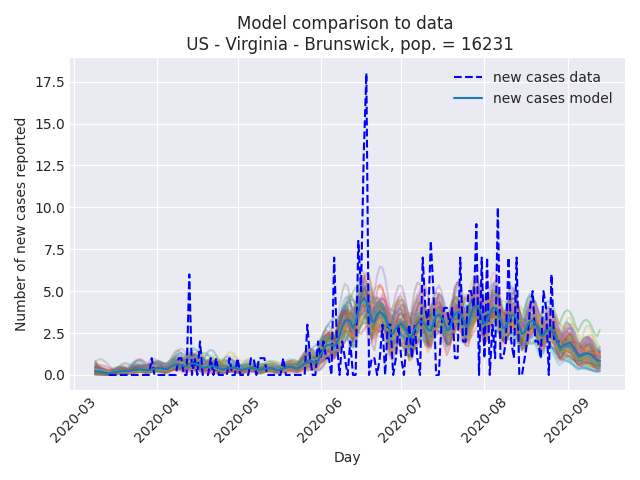 Model comparison to data
US - Virginia - Brunswick, pop. = 16231
new cases data
new cases model
Number of new cases reported
17.5
15.0
12.5
10.0
7.5
5.0
2.5
0.0
2020-03
2020-04
2020-05
2020-06
2020-07
2020-08
2020-09
Day